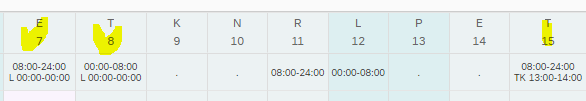 E T K N R L P E T
7 8 9 10 11 12 13 14 15
08:00-24:00 00:00-08:00 . . 08:00-24:00 00:00-08:00 . . 08:00-24:00
L 00:00-00:00 L 00:00-00:00 TK 13:00-14:00